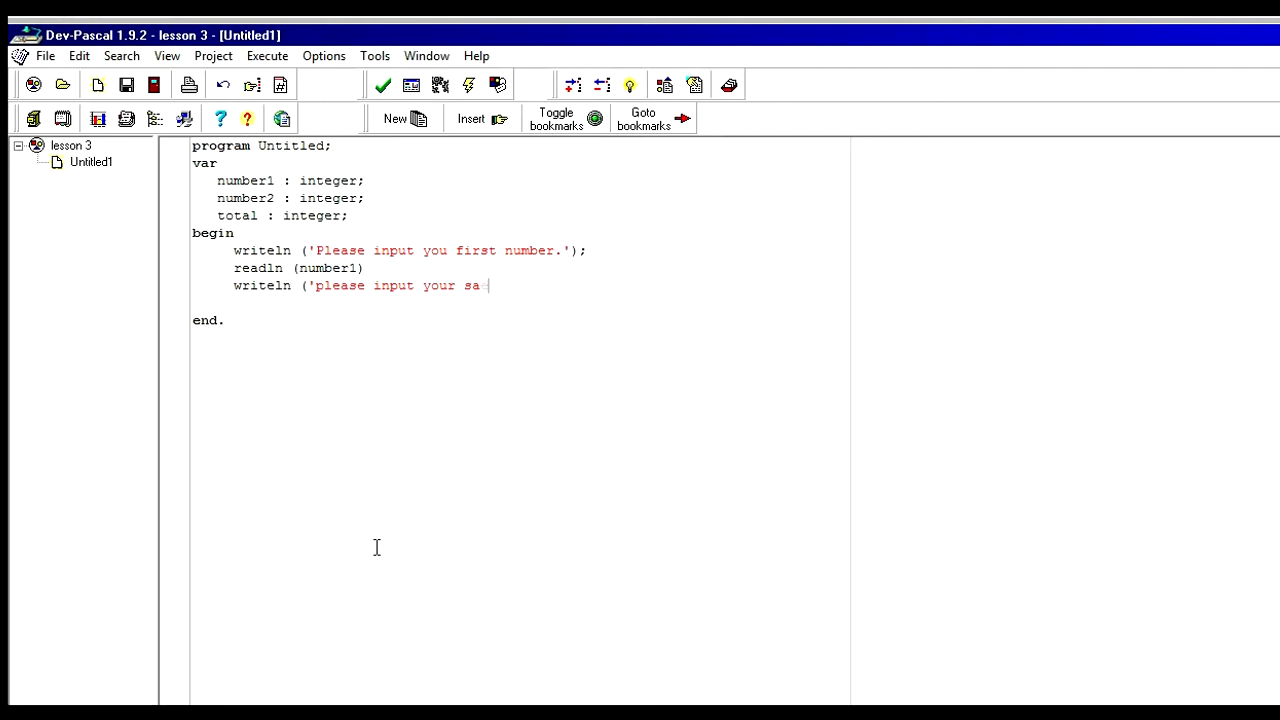 Dev-Pascal 1.9.2 - lesson 3 - [Untitled1]
File Edit Search View Project Execute Options Tools Window Help
New Insert Toggle bookmarks Goto bookmarks
lesson 3
Untitled1
program Untitled;
var
number1 : integer;
number2 : integer;
total : integer;
begin
writeln ('Please input you first number.');
readln (number1)
writeln ('please input your sa
end.